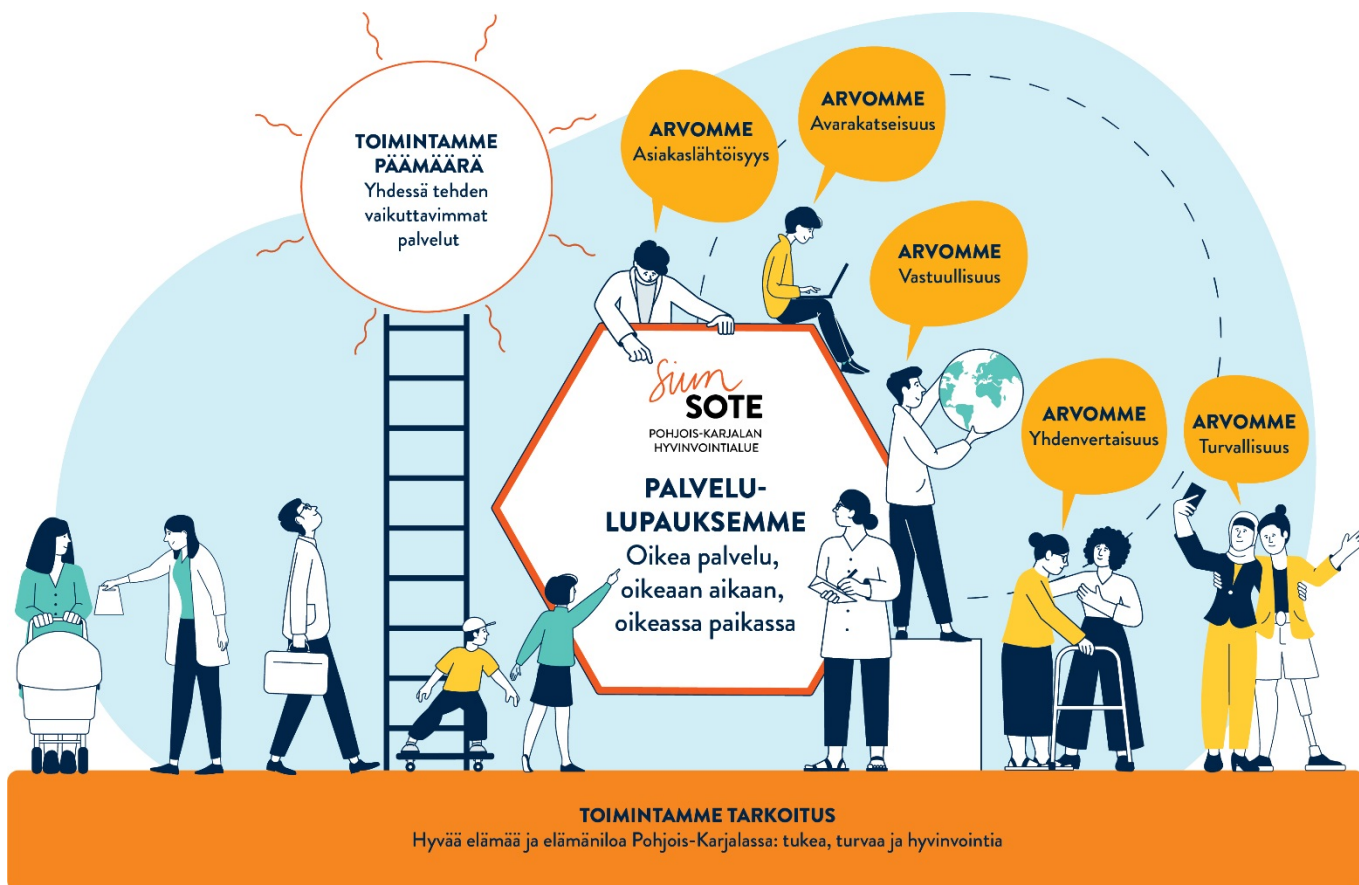 TOIMINTAMME
PÄÄMÄÄRÄ
Yhdessä tehden
vaikuttavimmat
palvelut
ARVOMME
Asiakaslähtöisyys
ARVOMME
Avarakatseisuus
ARVOMME
Vastuullisuus
ARVOMME
Yhdenvertaisuus
ARVOMME
Turvallisuus
Siun
SOTE
POHJOIS-KARJALAN
HYVINVOINTIALUE
PALVELU-
LUPAUKSEMME
Oikea palvelu,
oikeaan aikaan,
oikeassa paikassa
TOIMINTAMME TARKOITUS
Hyvää elämää ja elämäniloa Pohjois-Karjalassa: tukea, turvaa ja hyvinvointia